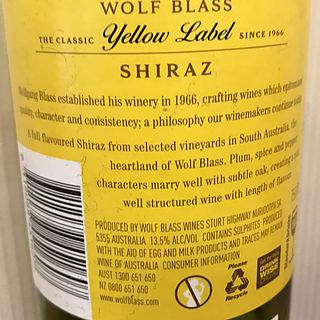 WOLF BLASS
THE CLASSIC Yellow Label SINCE 1966
SHIRAZ
Wolfgang Blass established his winery in 1966, crafting wines which epitomised
quality, character and consistency; a philosophy our winemakers continue today.
A full flavoured Shiraz from selected vineyards in South Australia, the
heartland of Wolf Blass. Plum, spice and pepper
characters marry well with subtle oak, creating a
well structured wine with length of flavour.
PRODUCED BY WOLF BLASS WINES STURT HIGHWAY NURIOOTPA SA
5355 AUSTRALIA 13.5% ALC/VOL CONTAINS SULPHITES PRODUCED
WITH THE AID OF EGG AND MILK PRODUCTS AND TRACES MAY REMAIN
WINE OF AUSTRALIA CONSUMER INFORMATION
AUST 1300 651 650
NZ 0800 651 650
www.wolfblass.com
Please
Recycle
DRINK
WISE